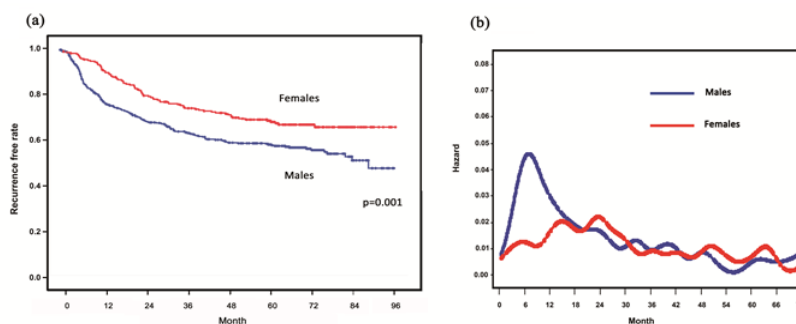 (a)
Recurrence free rate
1.0
0.8
0.6
0.4
0.2
0.0
Females
Males
p=0.001
0 12 24 36 48 60 72 84 96
Month
(b)
Hazard
0.08
0.07
0.06
0.05
0.04
0.03
0.02
0.01
0.00
Males
Females
0 6 12 18 24 30 36 42 48 54 60 66
Month